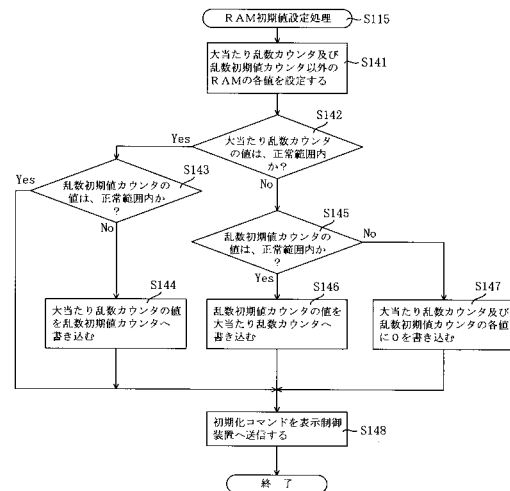 RAM初期値設定処理
S115
大当たり乱数カウンタ及び
乱数初期値カウンタ以外の
RAMの各値を設定する
S141
S142
大当たり乱数カウンタ
の値は、正常範囲内
か?
Yes
No
S143
乱数初期値カウンタの
値は、正常範囲内か
?
Yes
No
S145
乱数初期値カウンタの
値は、正常範囲内か
?
No
Yes
S144
大当たり乱数カウンタの値
を乱数初期値カウンタへ
書き込む
S146
乱数初期値カウンタの値を
大当たり乱数カウンタへ
書き込む
S147
大当たり乱数カウンタ及び
乱数初期値カウンタの各値
に0を書き込む
初期化コマンドを表示制御
装置へ送信する
S148
終 了